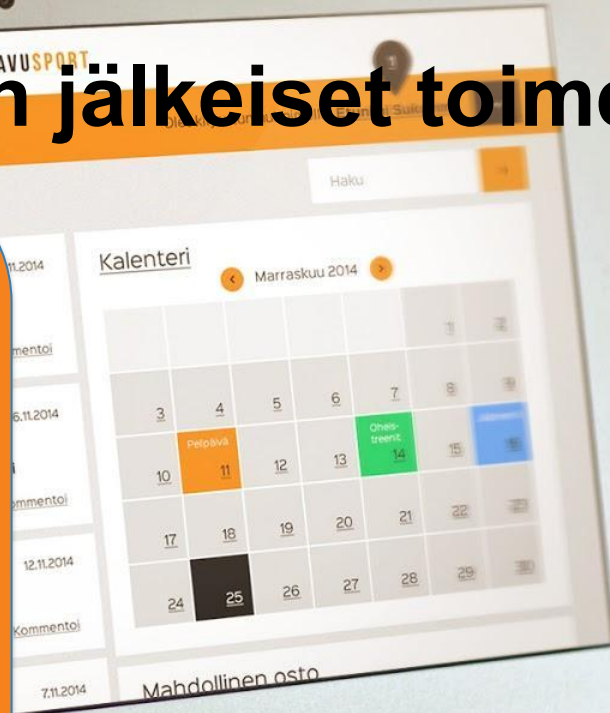 AVUSPORT
1
n jälkeiset toime
Haku
11.2014
Kalenteri
Marraskuu 2014
mentoi
1 2
3 4 5 6 7 8 9
6.11.2014
Pelipäivä
Oheis-
treenit
10 11 12 13 14 15 16
ommentoi
17 18 19 20 21 22 23
12.11.2014
24 25 26 27 28 29 30
Kommentoi
7.11.2014
Mahdollinen osto